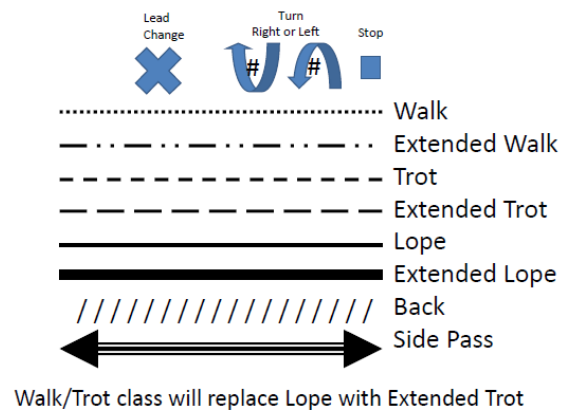 Lead
Change
Turn
Right or Left
Stop
# #
Walk
Extended Walk
Trot
Extended Trot
Lope
Extended Lope
Back
Side Pass
Walk/Trot class will replace Lope with Extended Trot